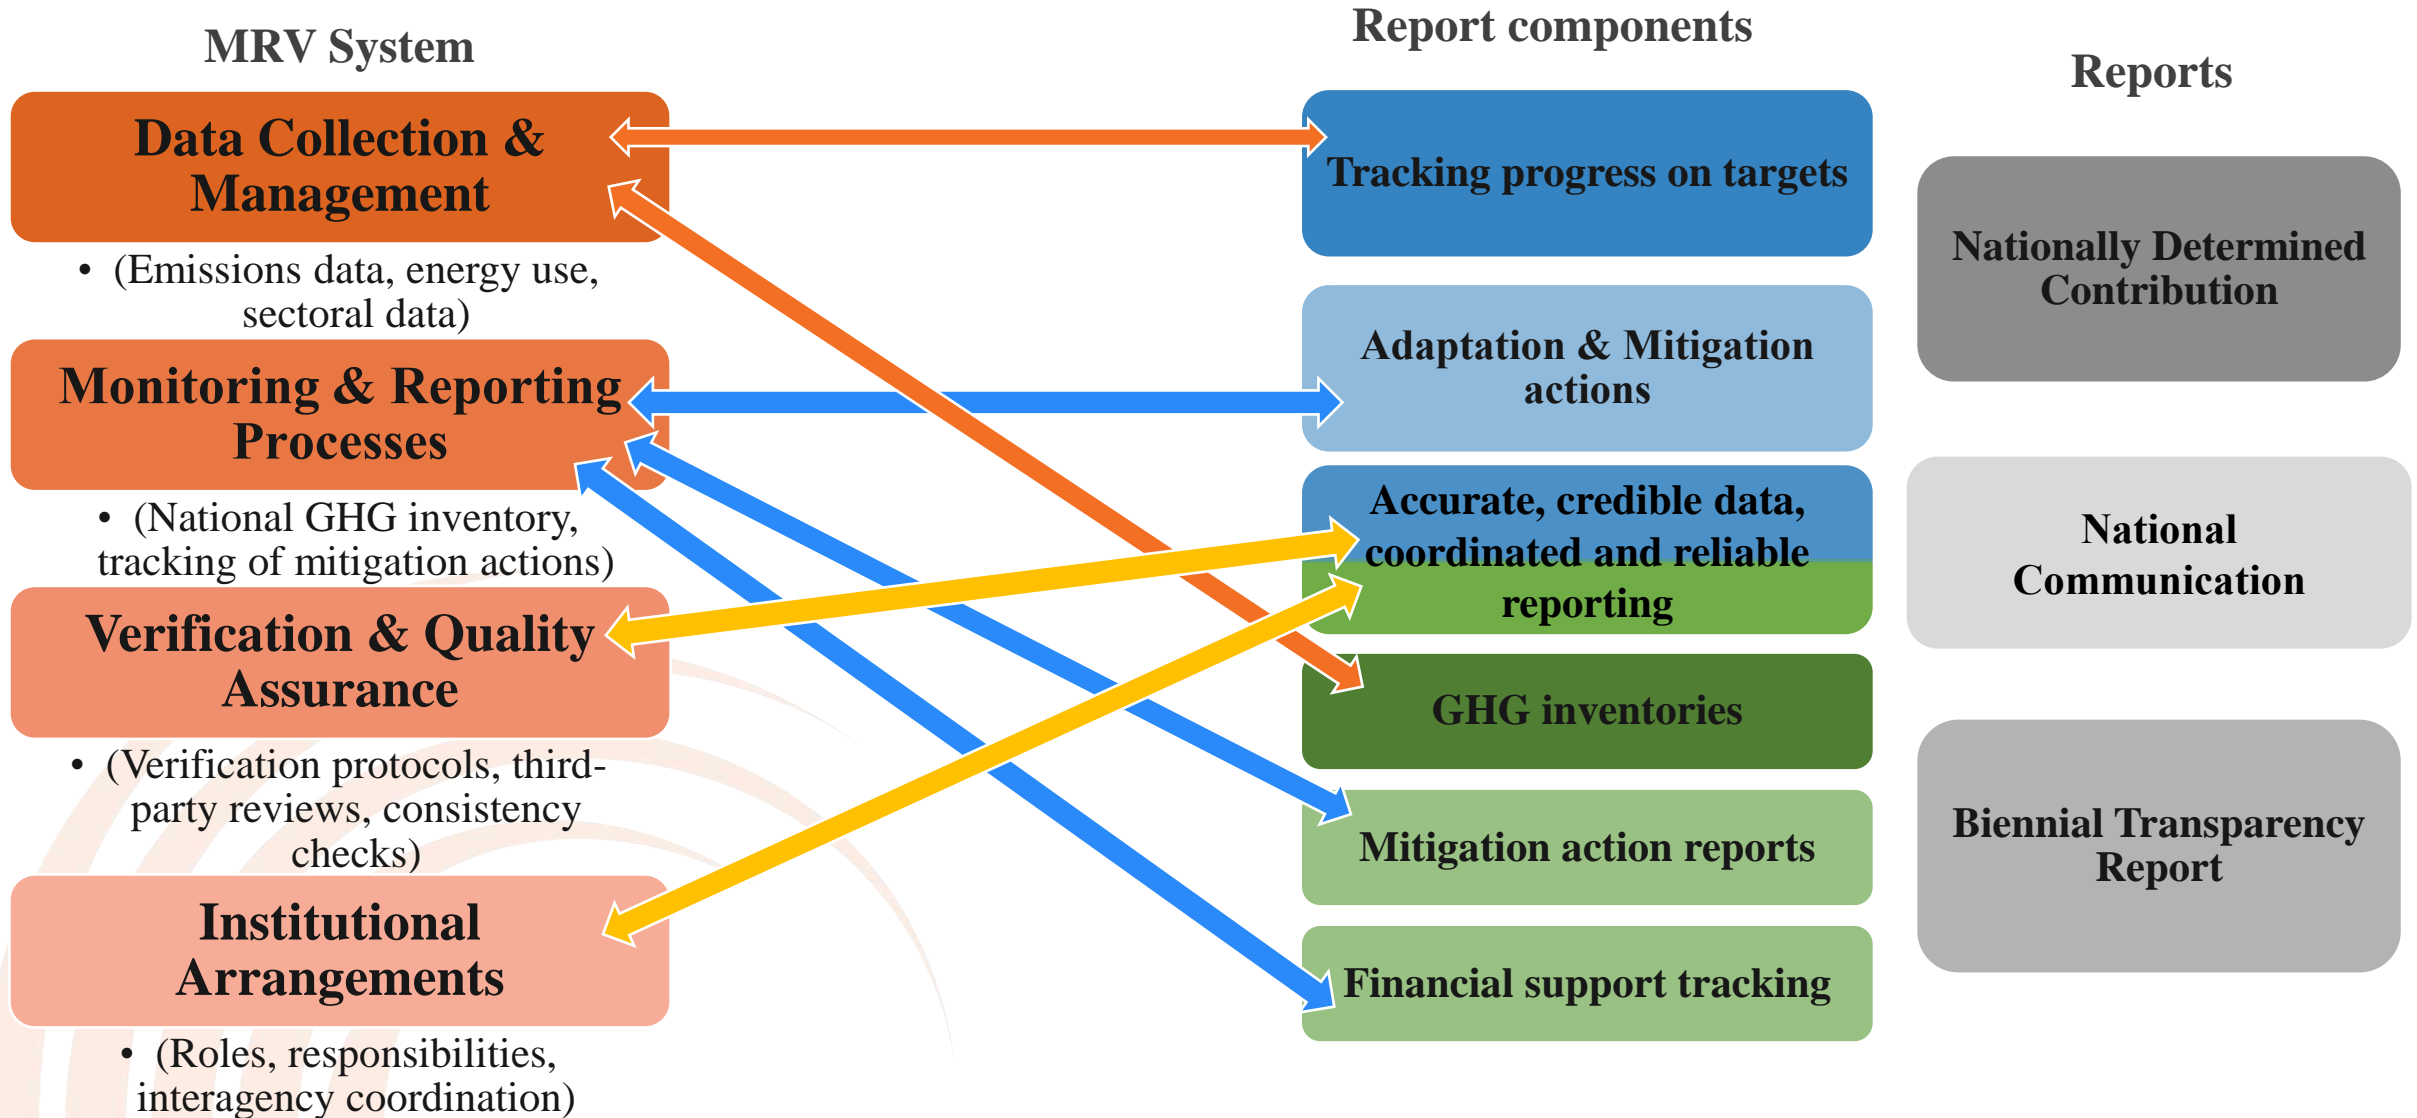 MRV System
Data Collection &
Management
• (Emissions data, energy use,
sectoral data)
Monitoring & Reporting
Processes
• (National GHG inventory,
tracking of mitigation actions)
Verification & Quality
Assurance
• (Verification protocols, third-
party reviews, consistency
checks)
Institutional
Arrangements
• (Roles, responsibilities,
interagency coordination)
Report components
Tracking progress on targets
Adaptation & Mitigation
actions
Accurate, credible data,
coordinated and reliable
reporting
GHG inventories
Mitigation action reports
Financial support tracking
Reports
Nationally Determined
Contribution
National
Communication
Biennial Transparency
Report